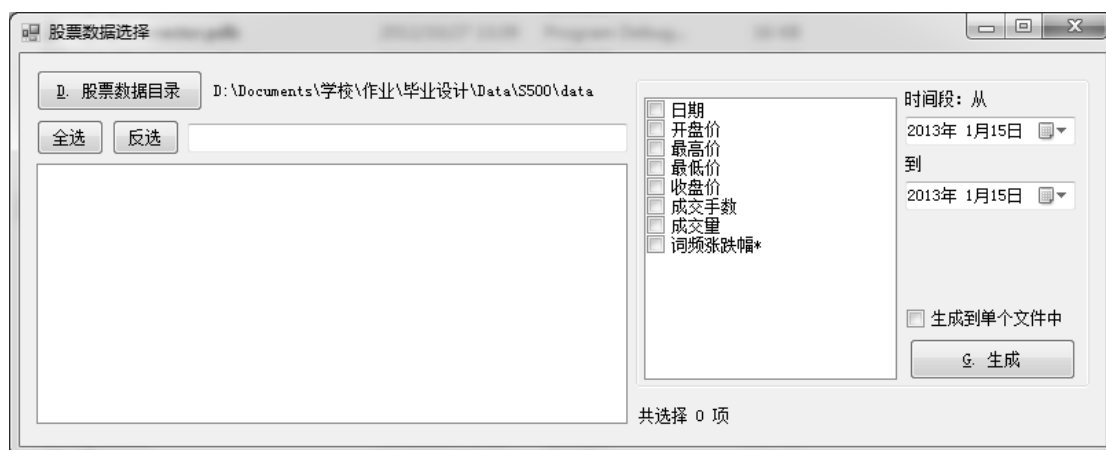 股票数据选择
D. 股票数据目录 D:\Documents\学校\作业\毕业设计\Data\S500\data
全选 反选
日期
开盘价
最高价
最低价
收盘价
成交手数
成交量
词频涨跌幅*
时间段: 从
2013年 1月15日
到
2013年 1月15日
生成到单个文件中
G. 生成
共选择 0 项